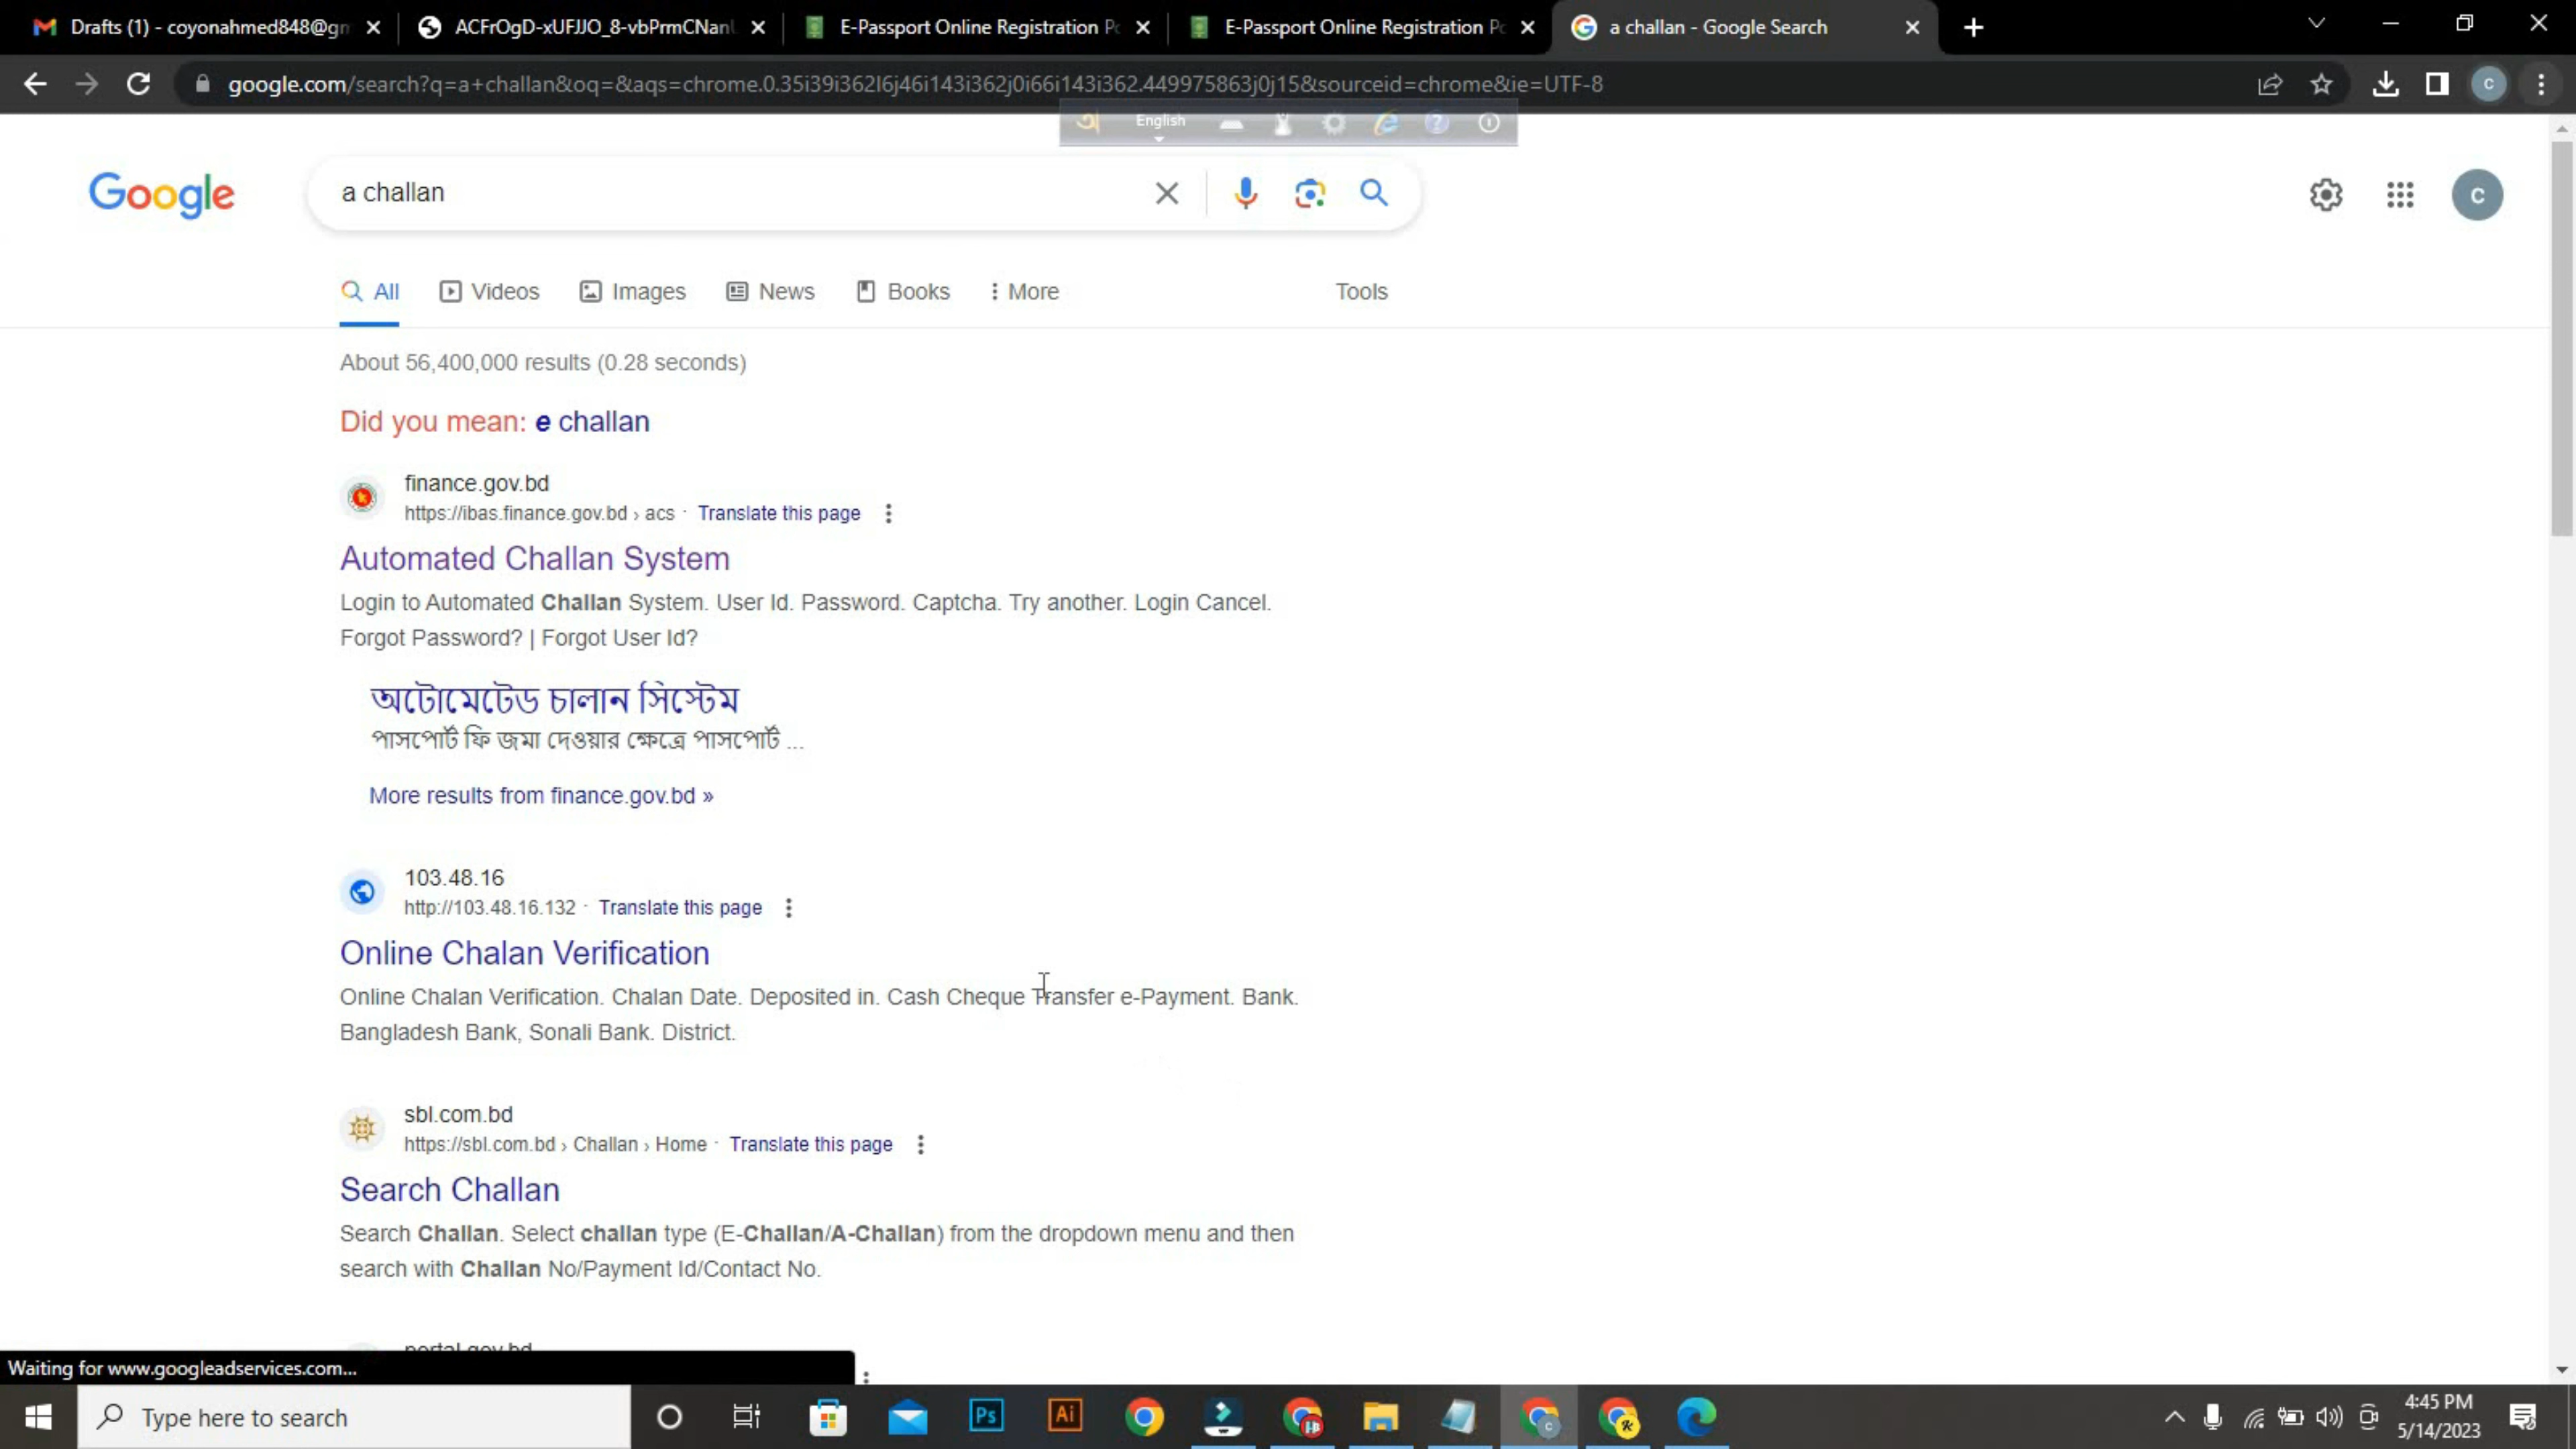 Drafts (1) - coyonahmed848@gm
ACFrOgD-xUFJJO_8-vbPrmCNanU
E-Passport Online Registration Po
E-Passport Online Registration Po
a challan - Google Search
google.com/search?q=a+challan&oq=&aqs=chrome.0.35i39i362l6j46i143i362j0i66i143i362.449975863j0j15&sourceid=chrome&ie=UTF-8
অ English
Google
a challan
All Videos Images News Books More Tools
About 56,400,000 results (0.28 seconds)
Did you mean: e challan
finance.gov.bd
https://ibas.finance.gov.bd › acs · Translate this page
Automated Challan System
Login to Automated Challan System. User Id. Password. Captcha. Try another. Login Cancel.
Forgot Password? | Forgot User Id?
অটোমেটেড চালান সিস্টেম
পাসপোর্ট ফি জমা দেওয়ার ক্ষেত্রে পাসপোর্ট ...
More results from finance.gov.bd »
103.48.16
http://103.48.16.132 · Translate this page
Online Chalan Verification
Online Chalan Verification. Chalan Date. Deposited in. Cash Cheque Transfer e-Payment. Bank.
Bangladesh Bank, Sonali Bank. District.
sbl.com.bd
https://sbl.com.bd › Challan › Home · Translate this page
Search Challan
Search Challan. Select challan type (E-Challan/A-Challan) from the dropdown menu and then
search with Challan No/Payment Id/Contact No.
portal.gov.bd
Waiting for www.googleadservices.com...
Type here to search
Ps
Ai
4:45 PM
5/14/2023